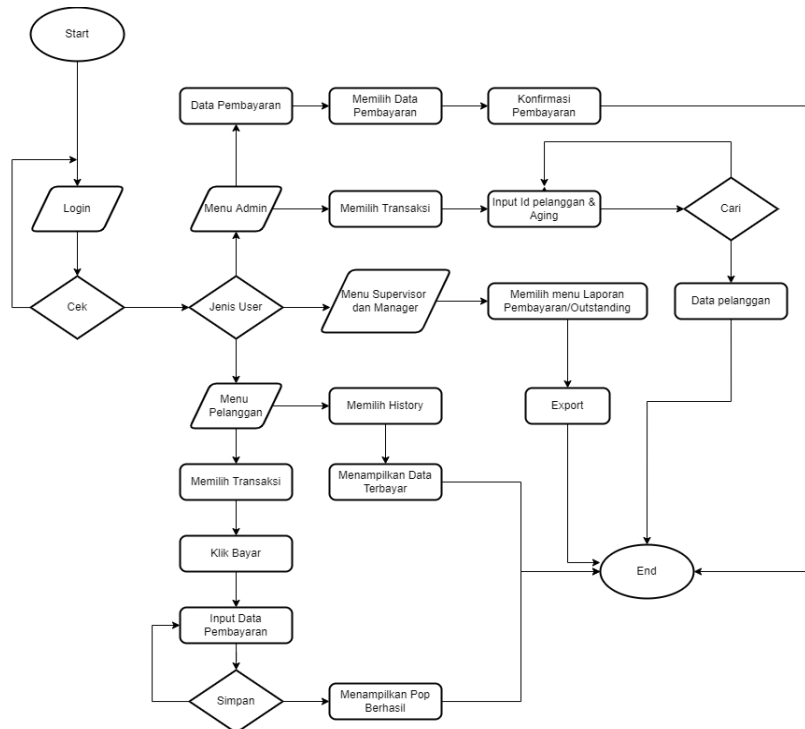 Start
Data Pembayaran
Memilih Data
Pembayaran
Konfirmasi
Pembayaran
Login
Menu Admin
Memilih Transaksi
Input Id pelanggan &
Aging
Cari
Cek
Jenis User
Menu Supervisor
dan Manager
Memilih menu Laporan
Pembayaran/Outstanding
Data pelanggan
Menu
Pelanggan
Memilih History
Export
Memilih Transaksi
Menampilkan Data
Terbayar
Klik Bayar
End
Input Data
Pembayaran
Simpan
Menampilkan Pop
Berhasil